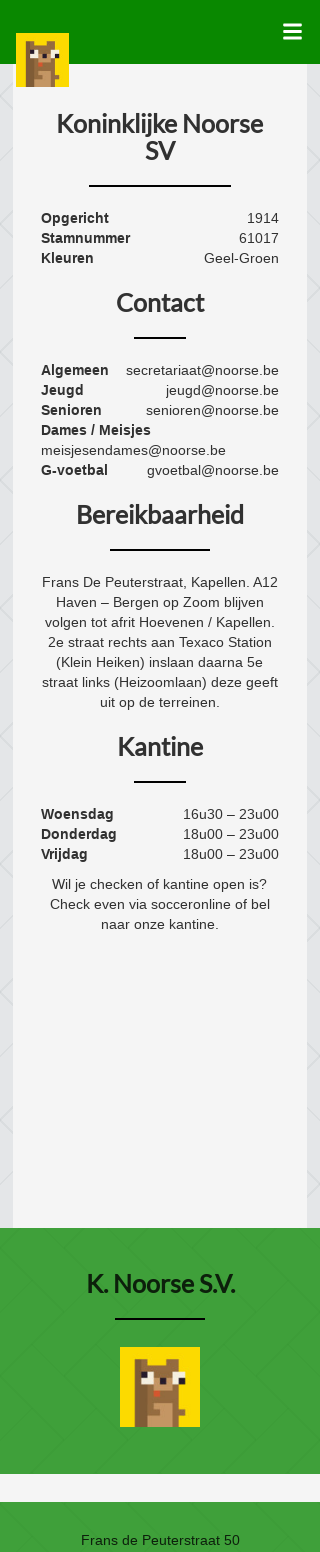 Koninklijke Noorse
SV
Opgericht 1914
Stamnummer 61017
Kleuren Geel-Groen
Contact
Algemeen secretariaat@noorse.be
Jeugd jeugd@noorse.be
Senioren senioren@noorse.be
Dames / Meisjes
meisjesendames@noorse.be
G-voetbal gvoetbal@noorse.be
Bereikbaarheid
Frans De Peuterstraat, Kapellen. A12
Haven – Bergen op Zoom blijven
volgen tot afrit Hoevenen / Kapellen.
2e straat rechts aan Texaco Station
(Klein Heiken) inslaan daarna 5e
straat links (Heizoomlaan) deze geeft
uit op de terreinen.
Kantine
Woensdag 16u30 – 23u00
Donderdag 18u00 – 23u00
Vrijdag 18u00 – 23u00
Wil je checken of kantine open is?
Check even via socceronline of bel
naar onze kantine.
K. Noorse S.V.
Frans de Peuterstraat 50